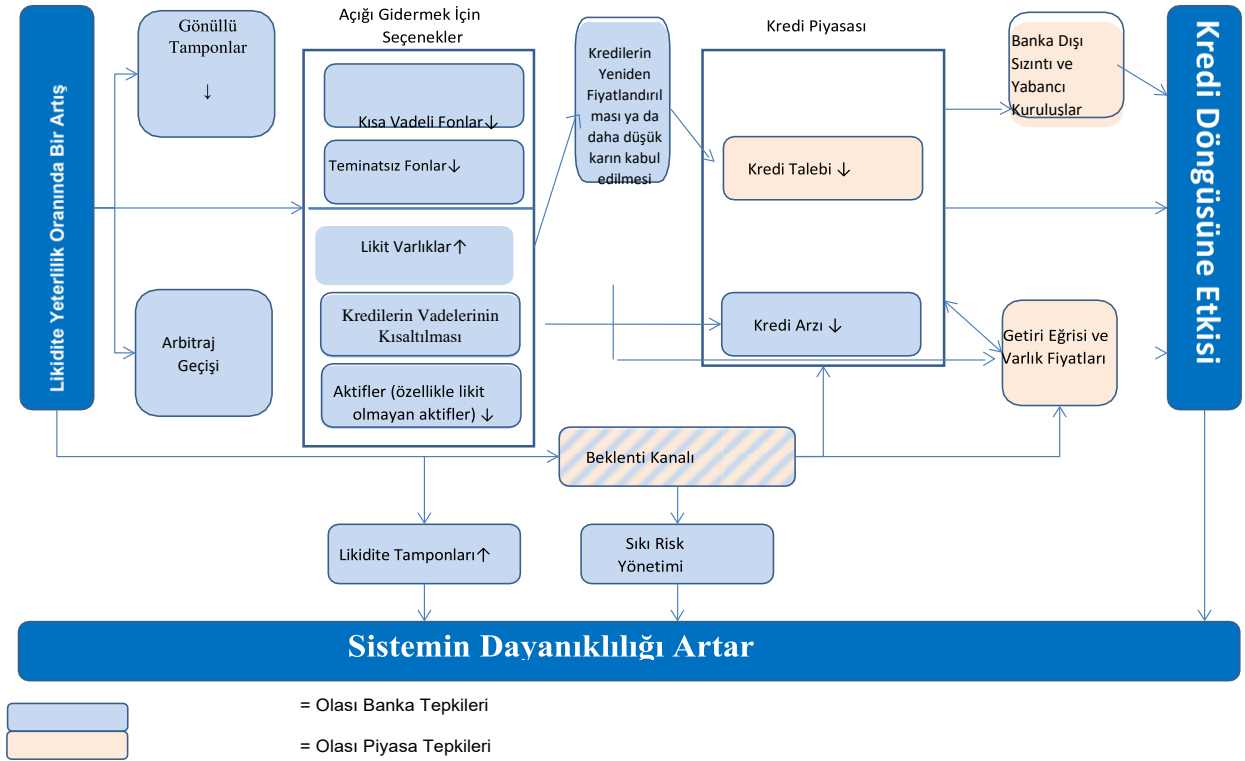 Likidite Yeterlilik Oranında Bir Artış
Gönüllü
Tamponlar
↓
Arbitraj
Geçişi
Açığı Gidermek İçin
Seçenekler
Kısa Vadeli Fonlar↓
Teminatsız Fonlar↓
Likit Varlıklar↑
Kredilerin Vadelerinin
Kısaltılması
Aktifler (özellikle likit
olmayan aktifler) ↓
Kredilerin
Yeniden
Fiyatlandırıl
ması ya da
daha düşük
karın kabul
edilmesi
Kredi Piyasası
Kredi Talebi ↓
Kredi Arzı ↓
Banka Dışı
Sızıntı ve
Yabancı
Kuruluşlar
Getiri Eğrisi ve
Varlık Fiyatları
Kredi Döngüsüne Etkisi
Beklenti Kanalı
Likidite Tamponları↑
Sıkı Risk
Yönetimi
Sistemin Dayanıklılığı Artar
= Olası Banka Tepkileri
= Olası Piyasa Tepkileri